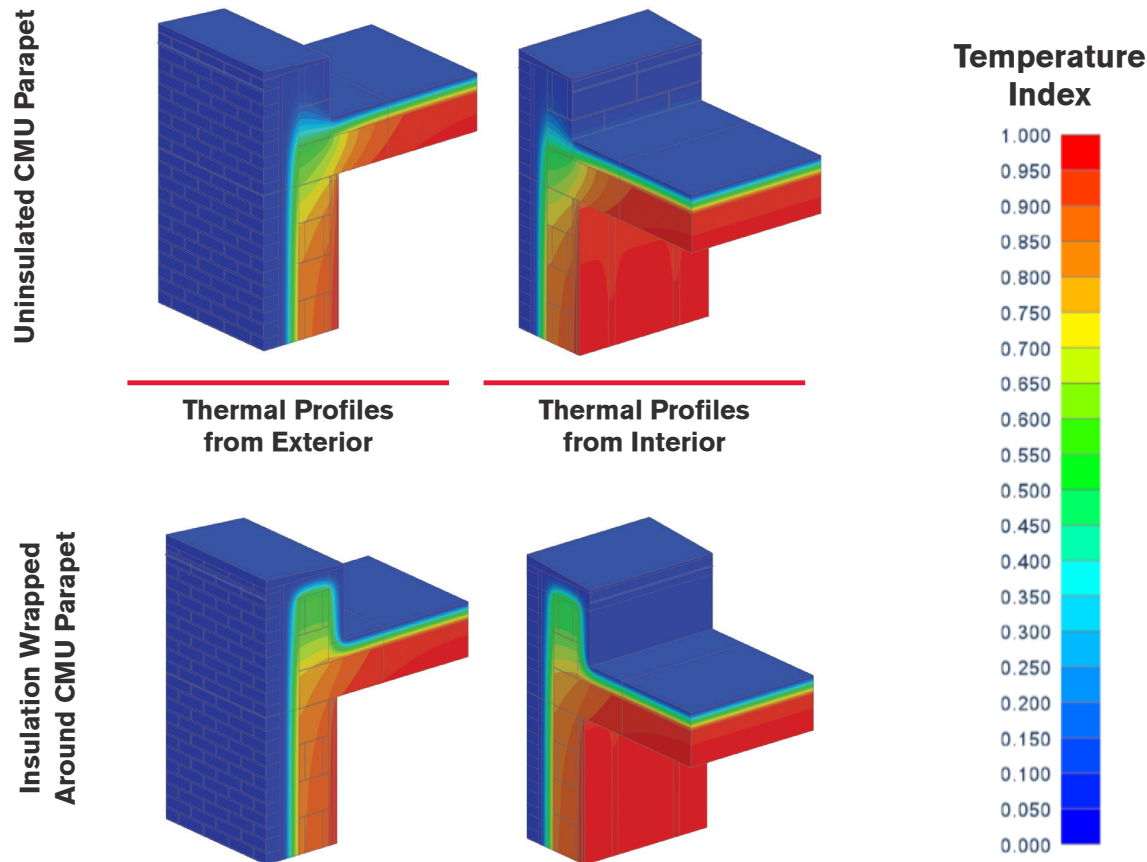 Uninsulated CMU Parapet
Thermal Profiles
from Exterior
Thermal Profiles
from Interior
Insulation Wrapped
Around CMU Parapet
Temperature
Index
1.000
0.950
0.900
0.850
0.800
0.750
0.700
0.650
0.600
0.550
0.500
0.450
0.400
0.350
0.300
0.250
0.200
0.150
0.100
0.050
0.000